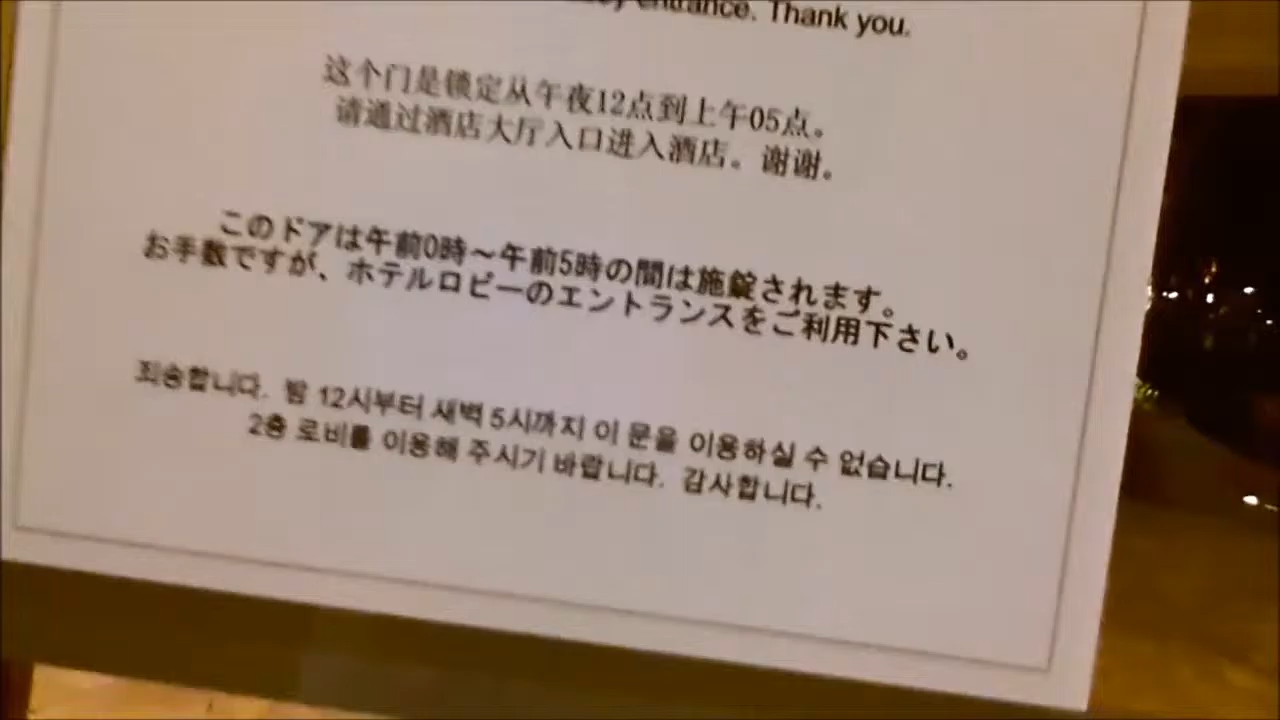 entrance. Thank you.
这个门是锁定从午夜12点到上午05点。
请通过酒店大厅入口进入酒店。谢谢。
このドアは午前0時～午前5時の間は施錠されます。
お手数ですが、ホテルロビーのエントランスをご利用下さい。
죄송합니다. 밤 12시부터 새벽 5시까지 이 문을 이용하실 수 없습니다.
2층 로비를 이용해 주시기 바랍니다. 감사합니다.